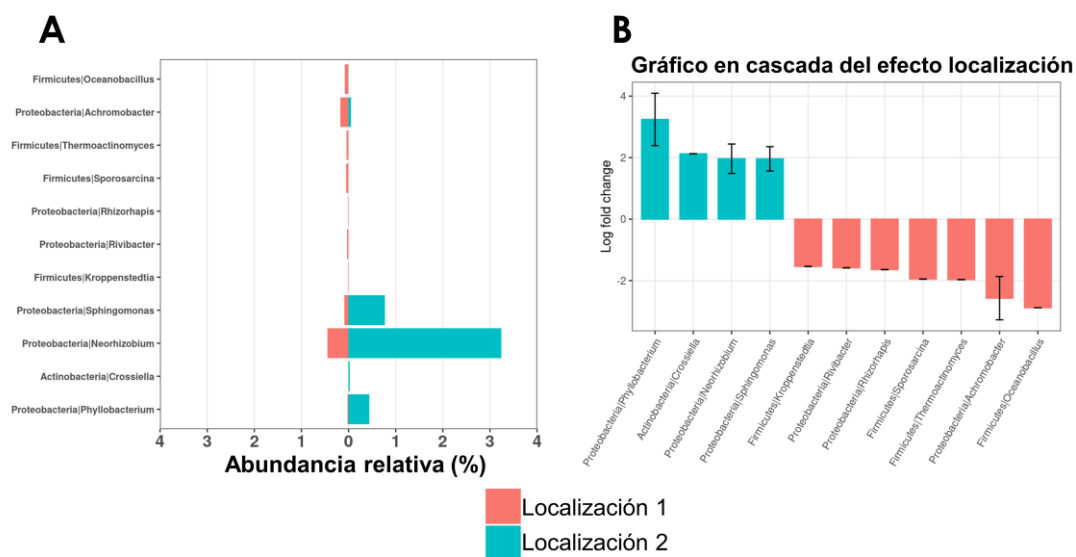 A
Firmicutes|Oceanobacillus
Proteobacteria|Achromobacter
Firmicutes|Thermoactinomyces
Firmicutes|Sporosarcina
Proteobacteria|Rhizorhapis
Proteobacteria|Rivibacter
Firmicutes|Kroppenstedtia
Proteobacteria|Sphingomonas
Proteobacteria|Neorhizobium
Actinobacteria|Crossiella
Proteobacteria|Phyllobacterium
4 3 2 1 0 1 2 3 4
Abundancia relativa (%)
B
Gráfico en cascada del efecto localización
Log fold change
4
2
0
-2
Proteobacteria|Phyllobacterium
Actinobacteria|Crossiella
Proteobacteria|Neorhizobium
Proteobacteria|Sphingomonas
Firmicutes|Kroppenstedtia
Proteobacteria|Rivibacter
Proteobacteria|Rhizorhapis
Firmicutes|Sporosarcina
Firmicutes|Thermoactinomyces
Proteobacteria|Achromobacter
Firmicutes|Oceanobacillus
Localización 1
Localización 2